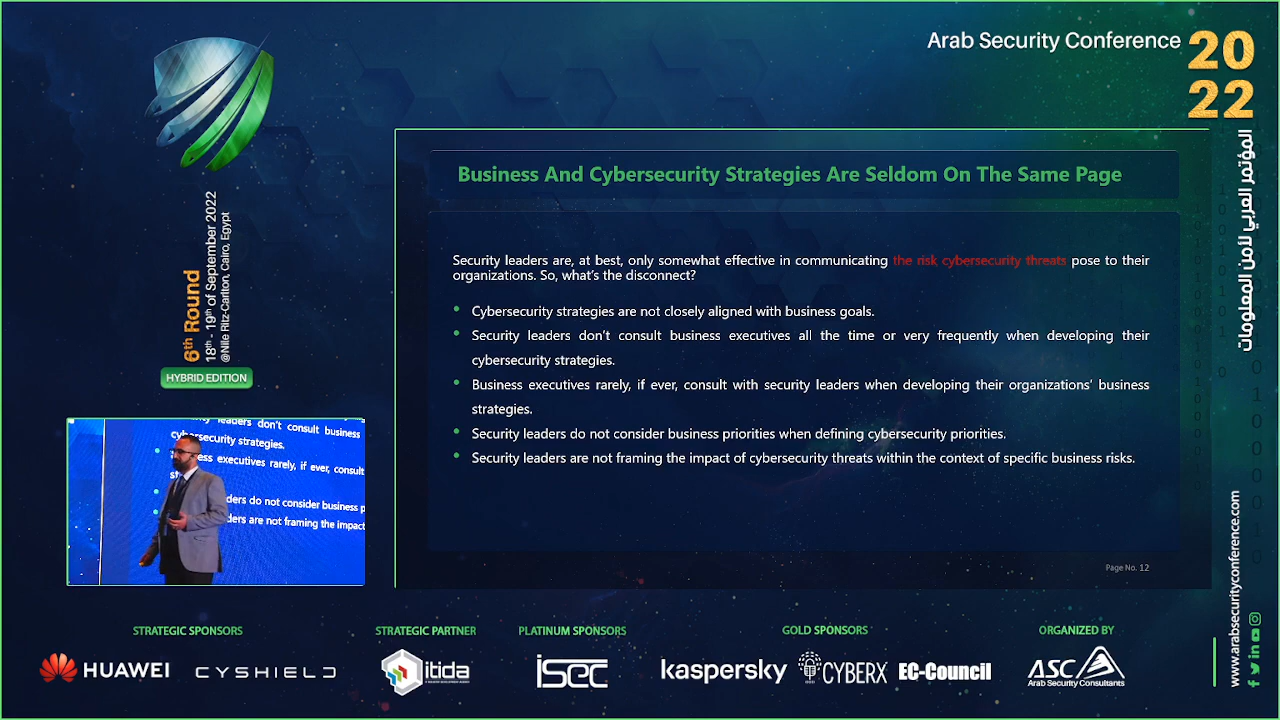 Arab Security Conference
20
22
المؤتمر العربي لأمن المعلومات
6th Round
18th - 19th of September 2022
@Nile Ritz-Carlton, Cairo, Egypt
HYBRID EDITION
Business And Cybersecurity Strategies Are Seldom On The Same Page
Security leaders are, at best, only somewhat effective in communicating the risk cybersecurity threats pose to their
organizations. So, what's the disconnect?
• Cybersecurity strategies are not closely aligned with business goals.
• Security leaders don't consult business executives all the time or very frequently when developing their
cybersecurity strategies.
• Business executives rarely, if ever, consult with security leaders when developing their organizations' business
strategies.
• Security leaders do not consider business priorities when defining cybersecurity priorities.
• Security leaders are not framing the impact of cybersecurity threats within the context of specific business risks.
Page No. 12
leaders don't consult business
cybersecurity strategies.
ess executives rarely, if ever, consult
ders do not consider business p
ders are not framing the impact
www.arabsecurityconference.com
STRATEGIC SPONSORS
HUAWEI
CYSHIELD
STRATEGIC PARTNER
itida
PLATINUM SPONSORS
isec
GOLD SPONSORS
kaspersky
CYBERX
EC-Council
ORGANIZED BY
ASC
Arab Security Consultants